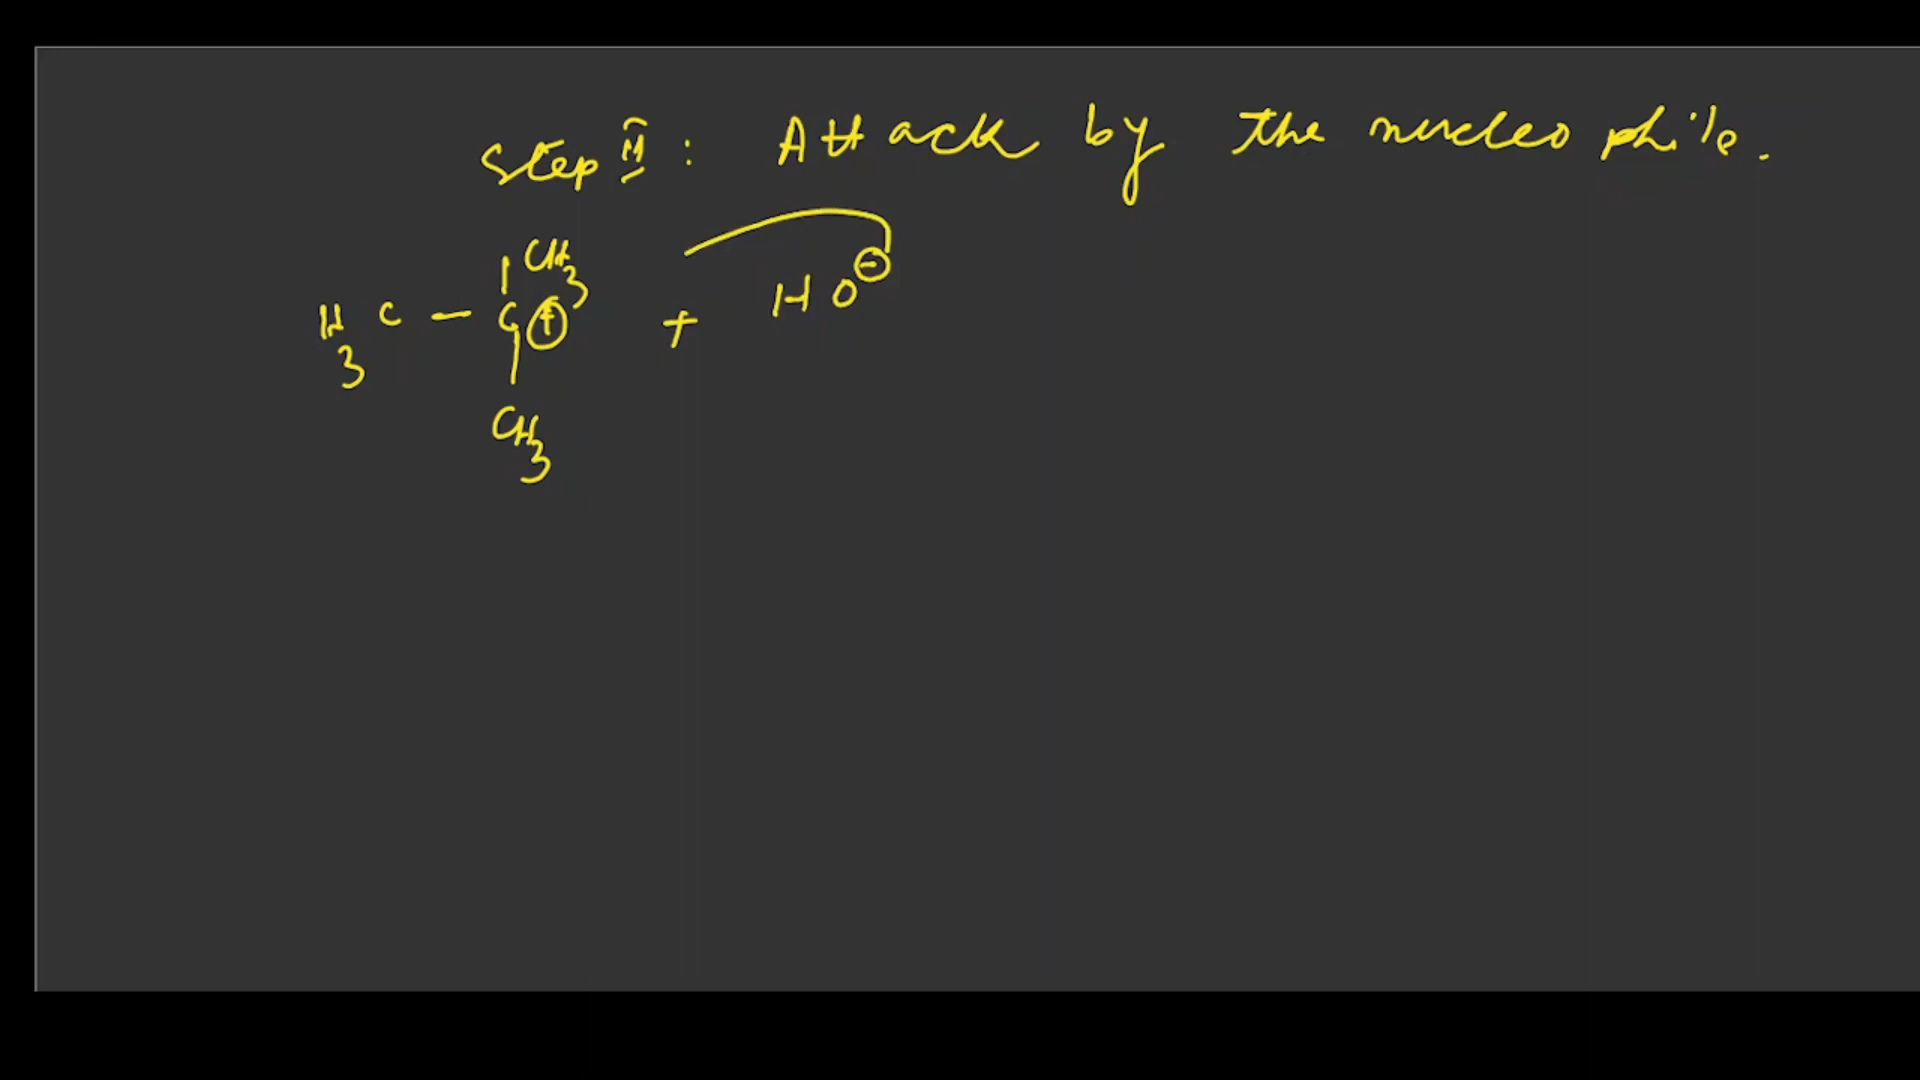 Step II : Attack by the nucleophile.
CH3
H3C - C⊕ + HO⊖
CH3